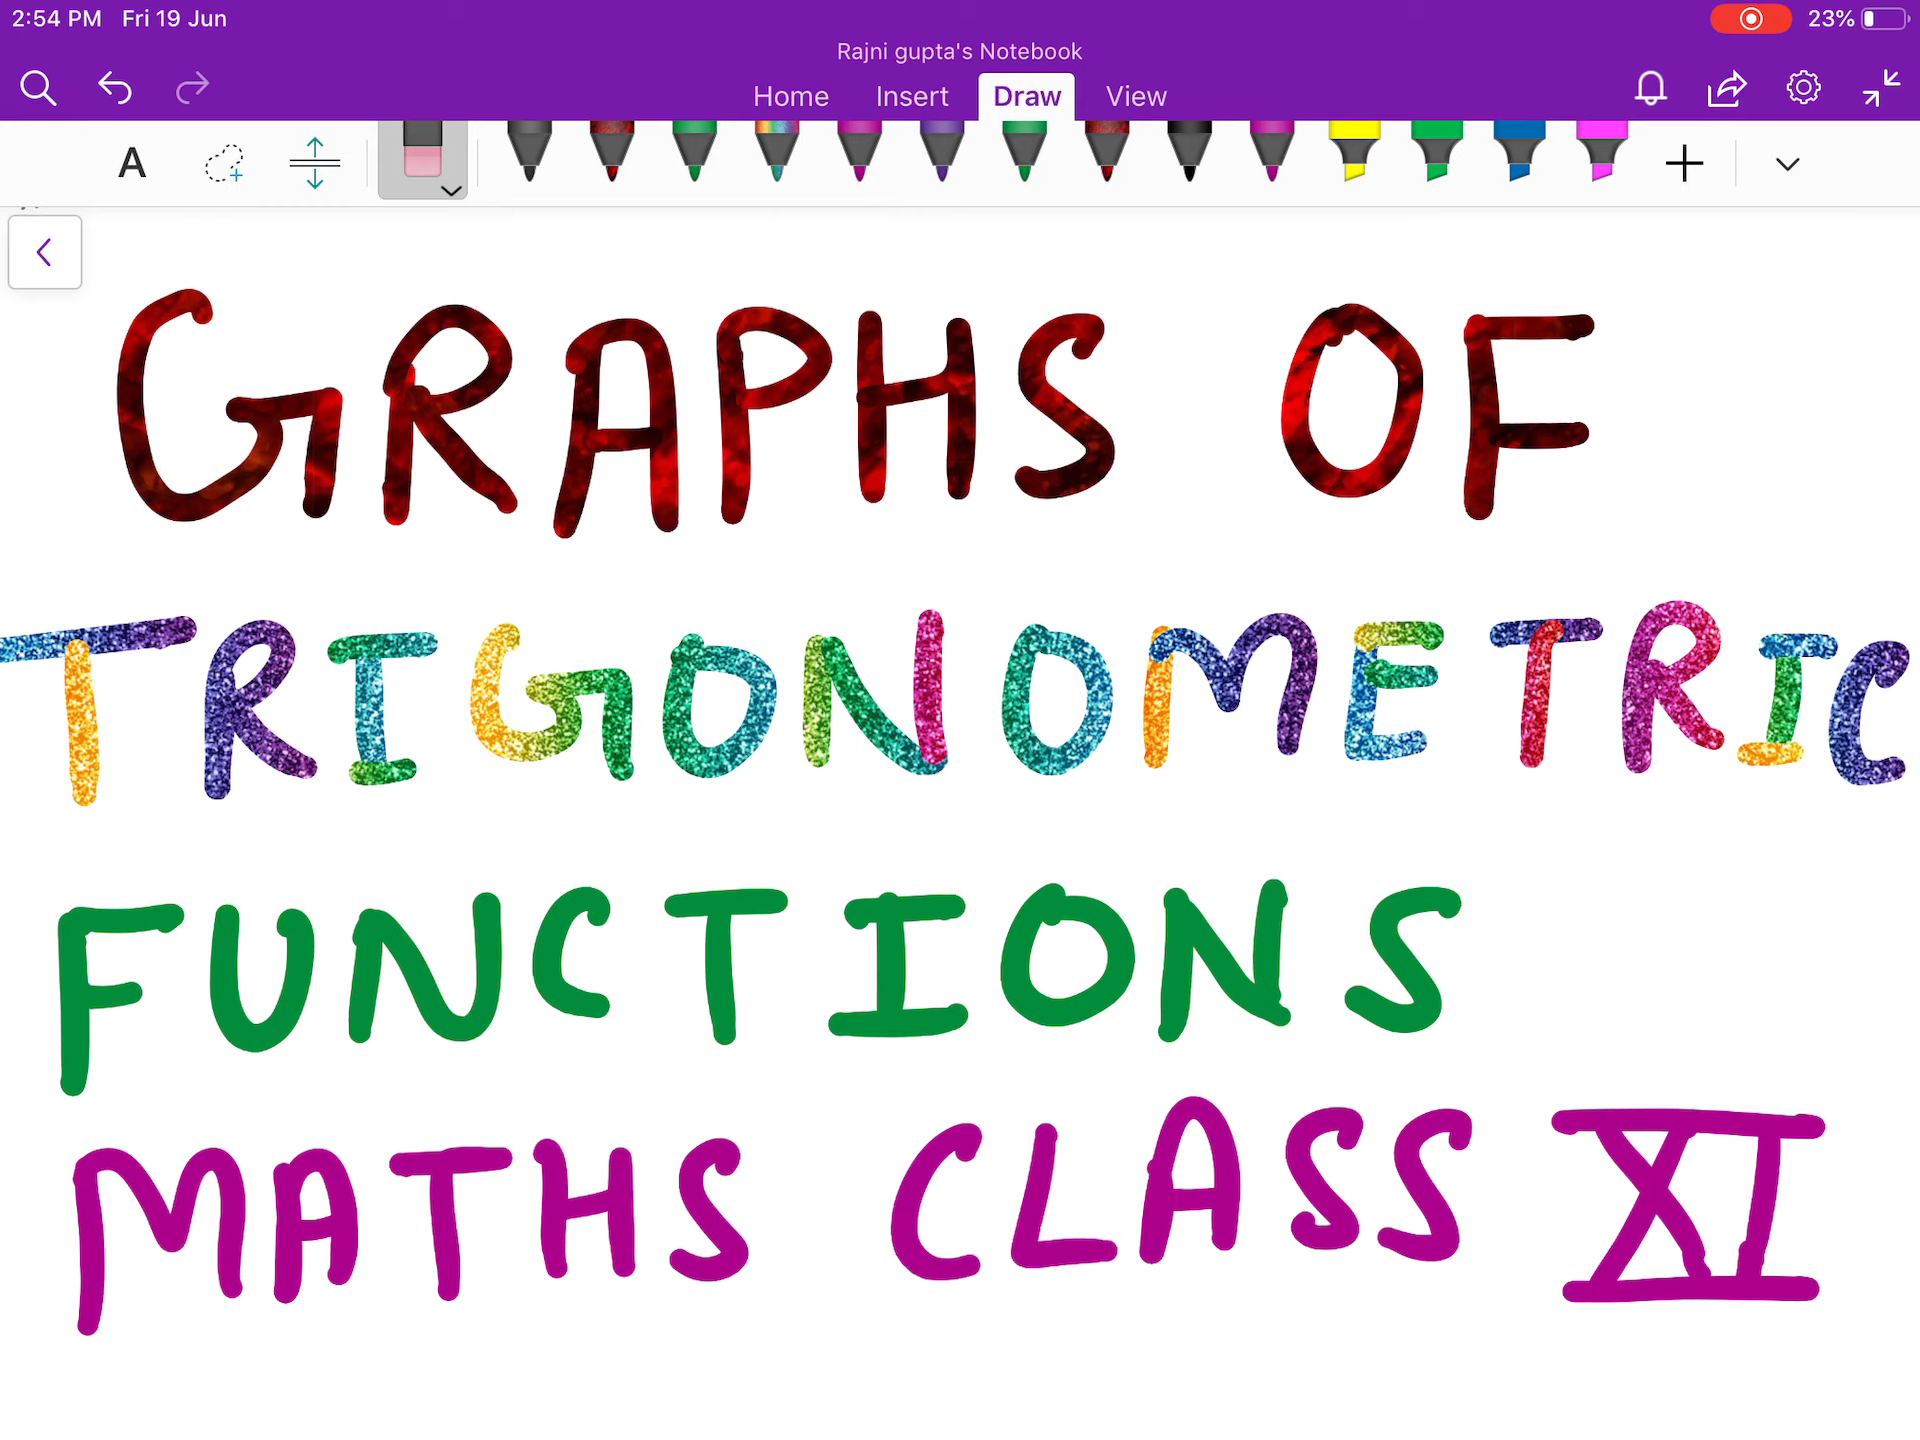 2:54 PM Fri 19 Jun 23%
Rajni gupta's Notebook
Home Insert Draw View
A
GRAPHS OF
TRIGONOMETRIC
FUNCTIONS
MATHS CLASS XI